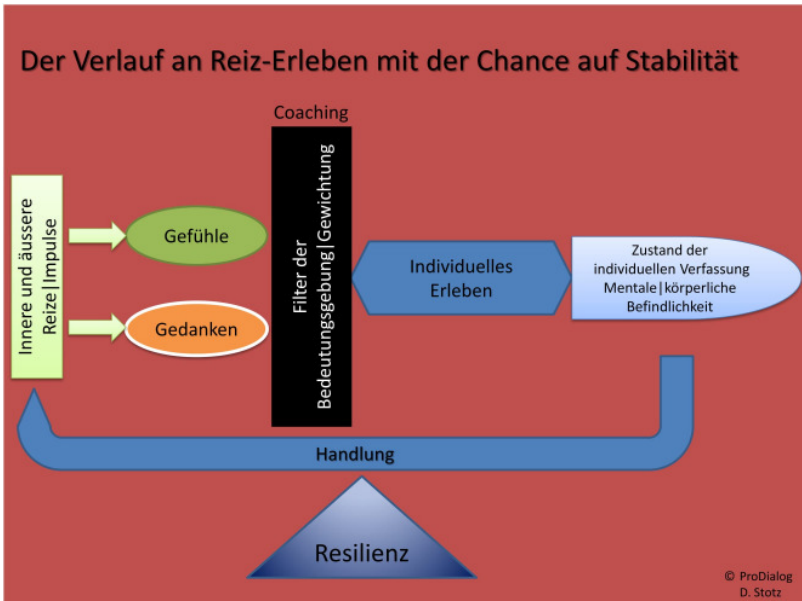 Der Verlauf an Reiz-Erleben mit der Chance auf Stabilität
Coaching
Innere und äussere
Reize|Impulse
Gefühle
Gedanken
Filter der
Bedeutungsgebung|Gewichtung
Individuelles
Erleben
Zustand der
individuellen Verfassung
Mentale|körperliche
Befindlichkeit
Handlung
Resilienz
© ProDialog
D. Stotz